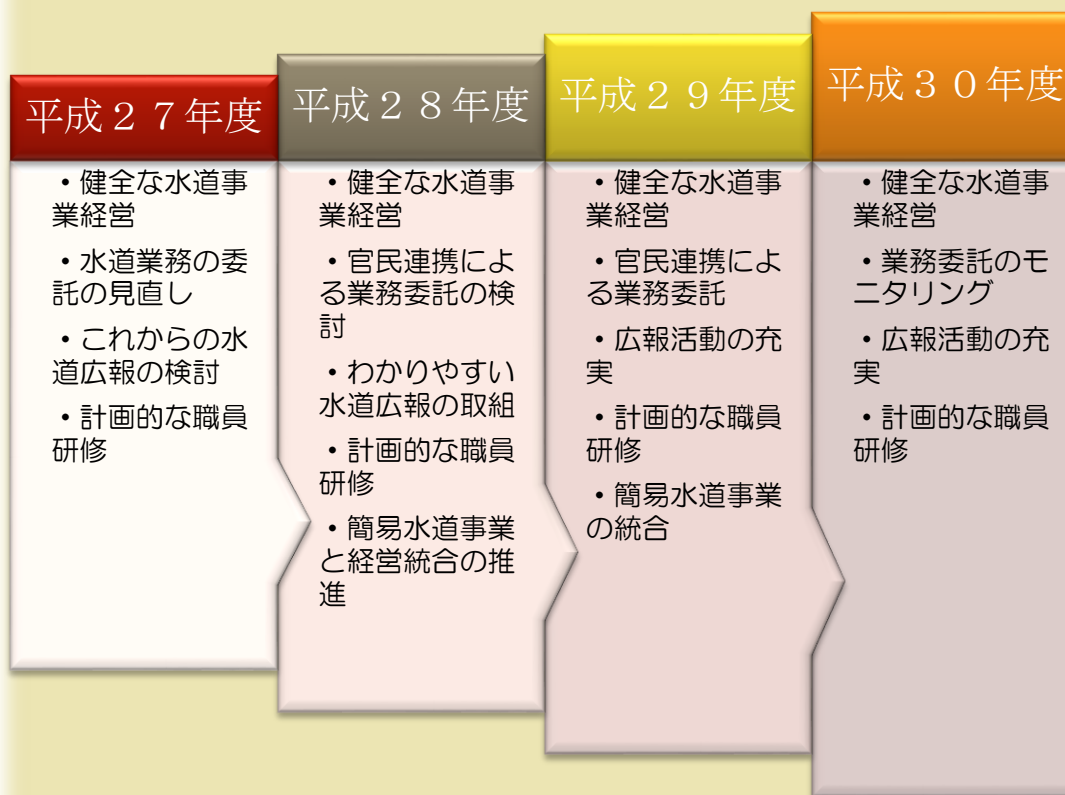 平成２７年度
・健全な水道事
業経営
・水道業務の委
託の見直し
・これからの水
道広報の検討
・計画的な職員
研修
平成２８年度
・健全な水道事
業経営
・官民連携によ
る業務委託の検
討
・わかりやすい
水道広報の取組
・計画的な職員
研修
・簡易水道事業
と経営統合の推
進
平成２９年度
・健全な水道事
業経営
・官民連携によ
る業務委託
・広報活動の充
実
・計画的な職員
研修
・簡易水道事業
の統合
平成３０年度
・健全な水道事
業経営
・業務委託のモ
ニタリング
・広報活動の充
実
・計画的な職員
研修